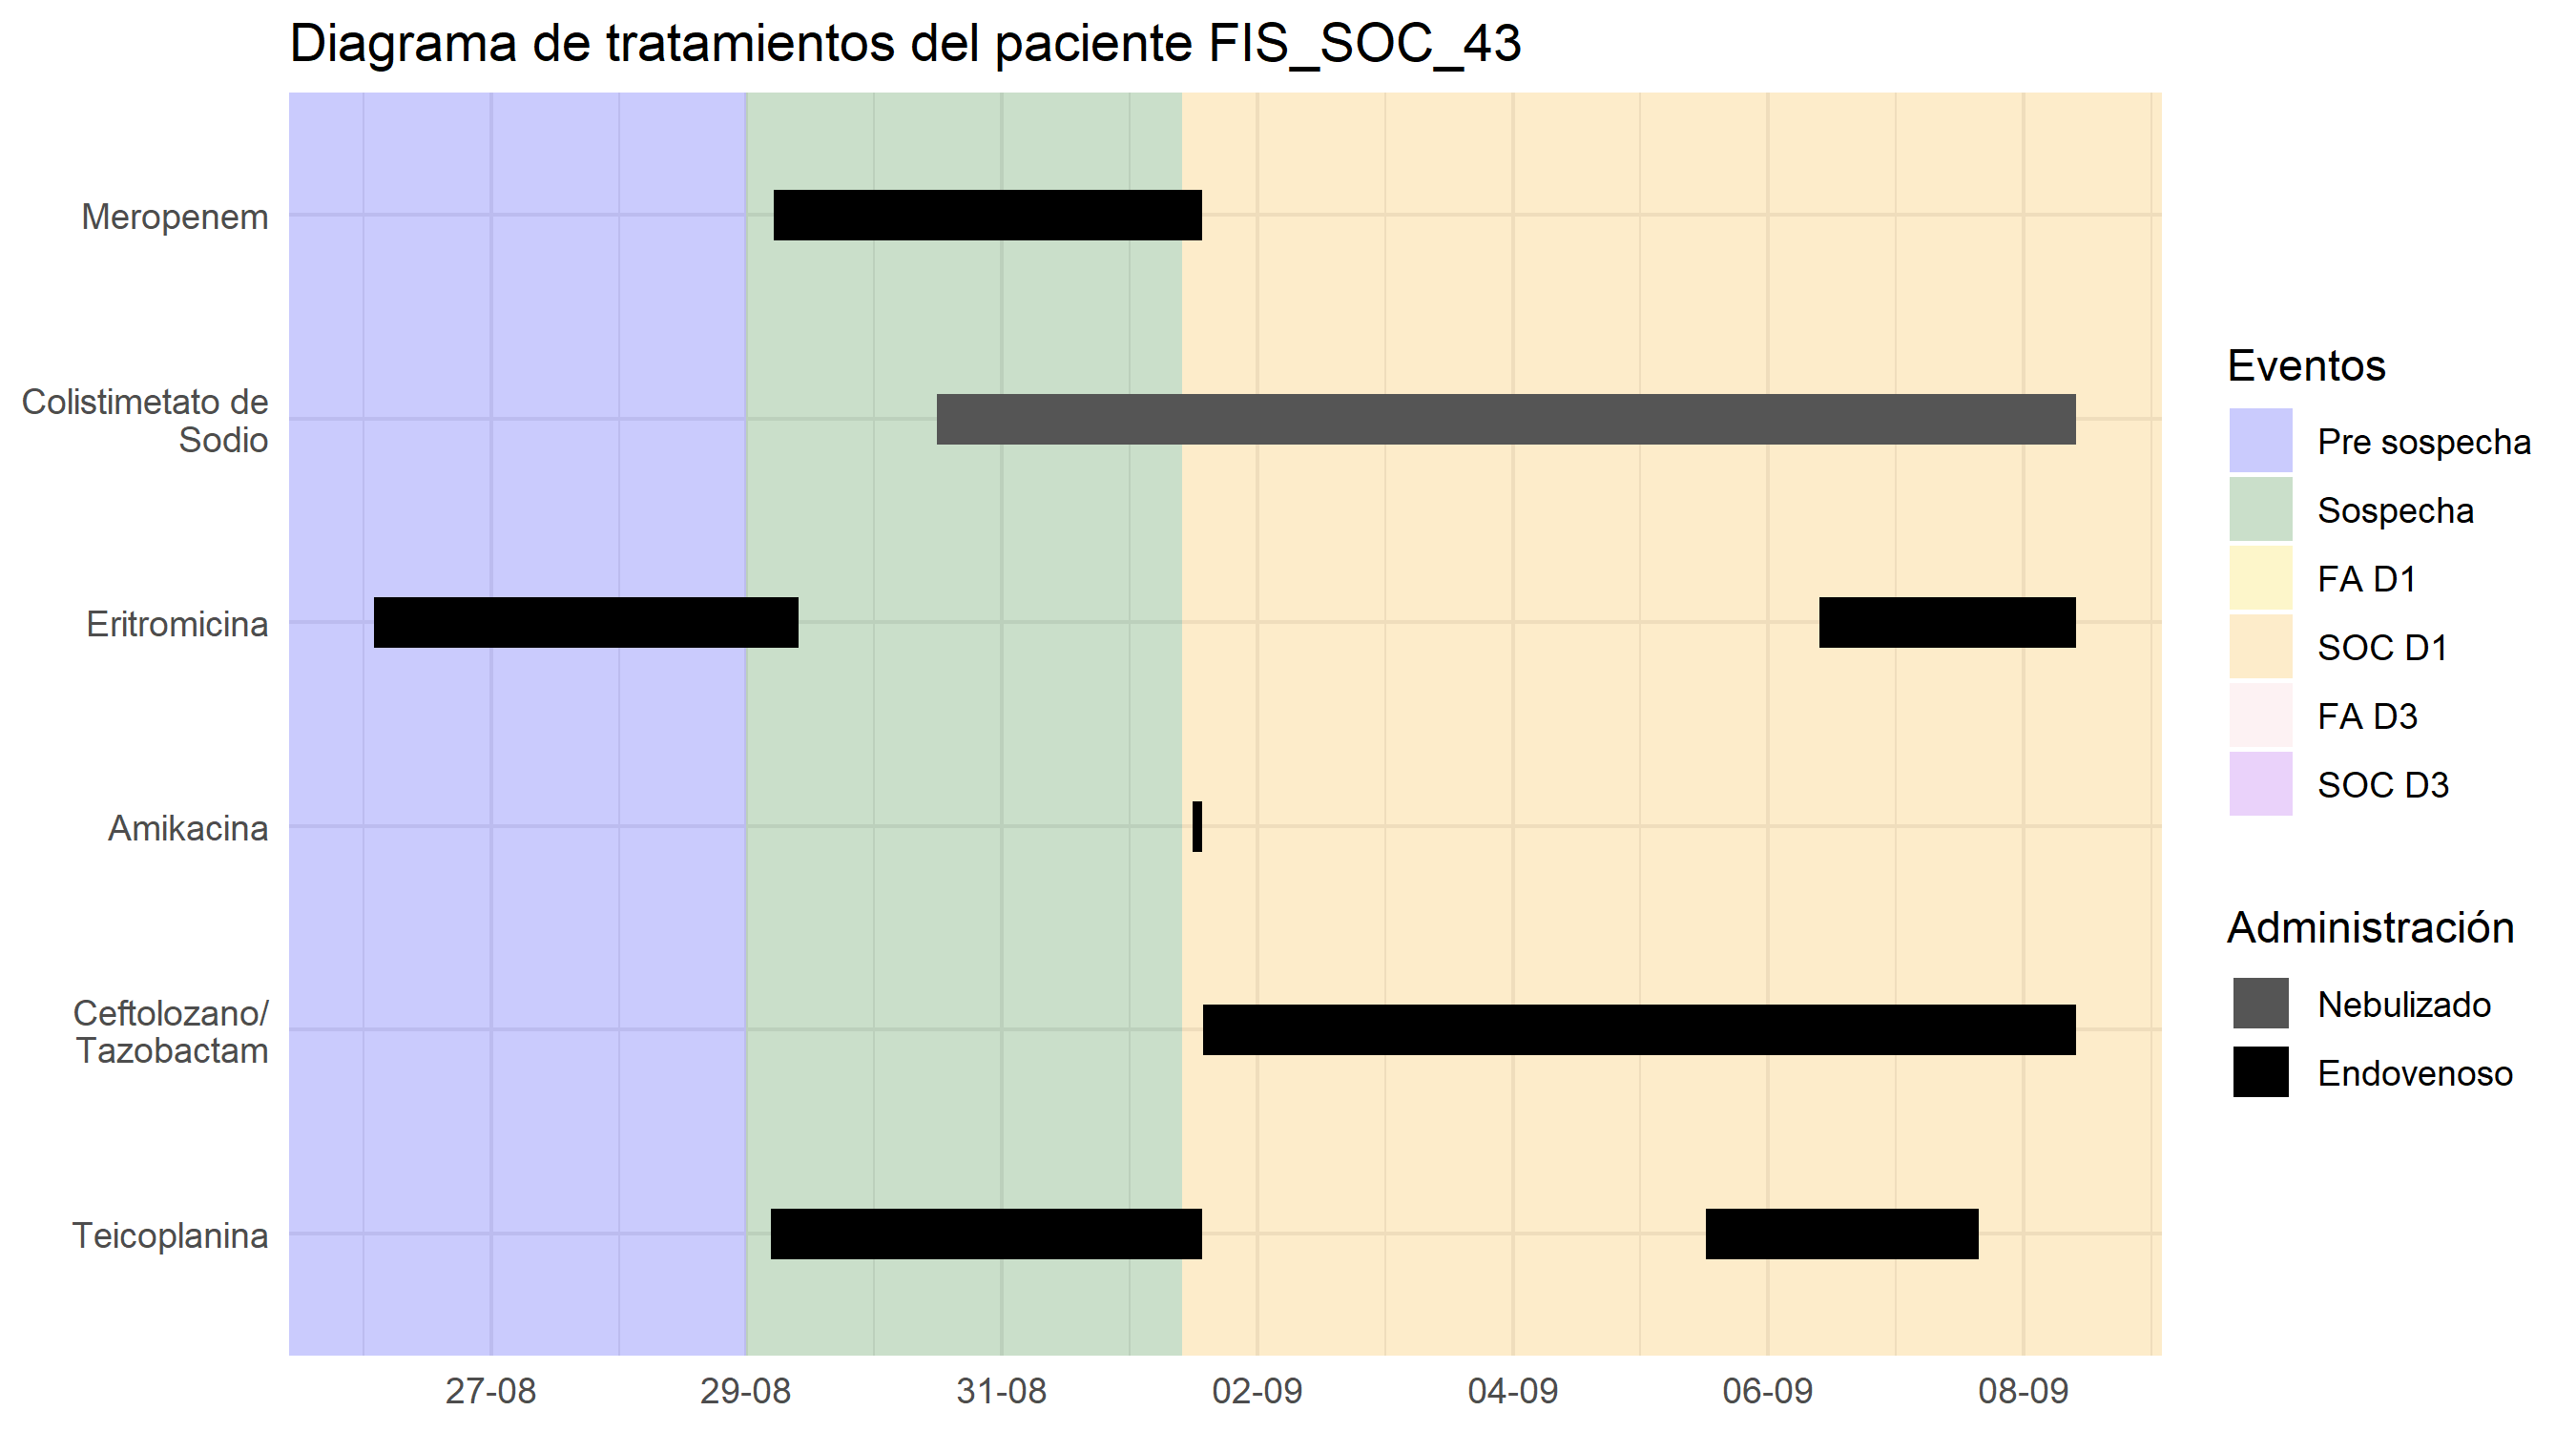 Diagrama de tratamientos del paciente FIS_SOC_43
Meropenem
Colistimetato de
Sodio
Eritromicina
Amikacina
Ceftolozano/
Tazobactam
Teicoplanina
27-08
29-08
31-08
02-09
04-09
06-09
08-09
Eventos
Pre sospecha
Sospecha
FA D1
SOC D1
FA D3
SOC D3
Administración
Nebulizado
Endovenoso